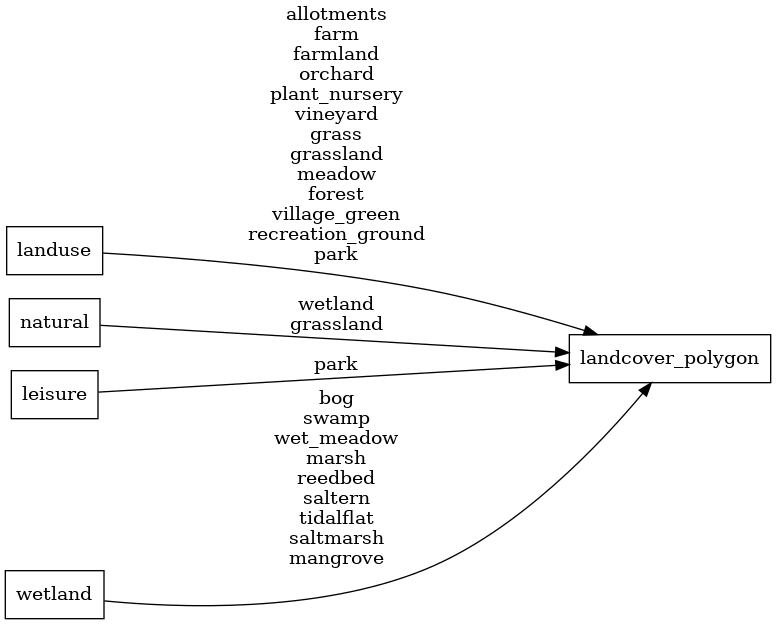 allotments
farm
farmland
orchard
plant_nursery
vineyard
grass
grassland
meadow
forest
village_green
recreation_ground
park
landuse
natural
wetland
grassland
landcover_polygon
leisure
park
bog
swamp
wet_meadow
marsh
reedbed
saltern
tidalflat
saltmarsh
mangrove
wetland